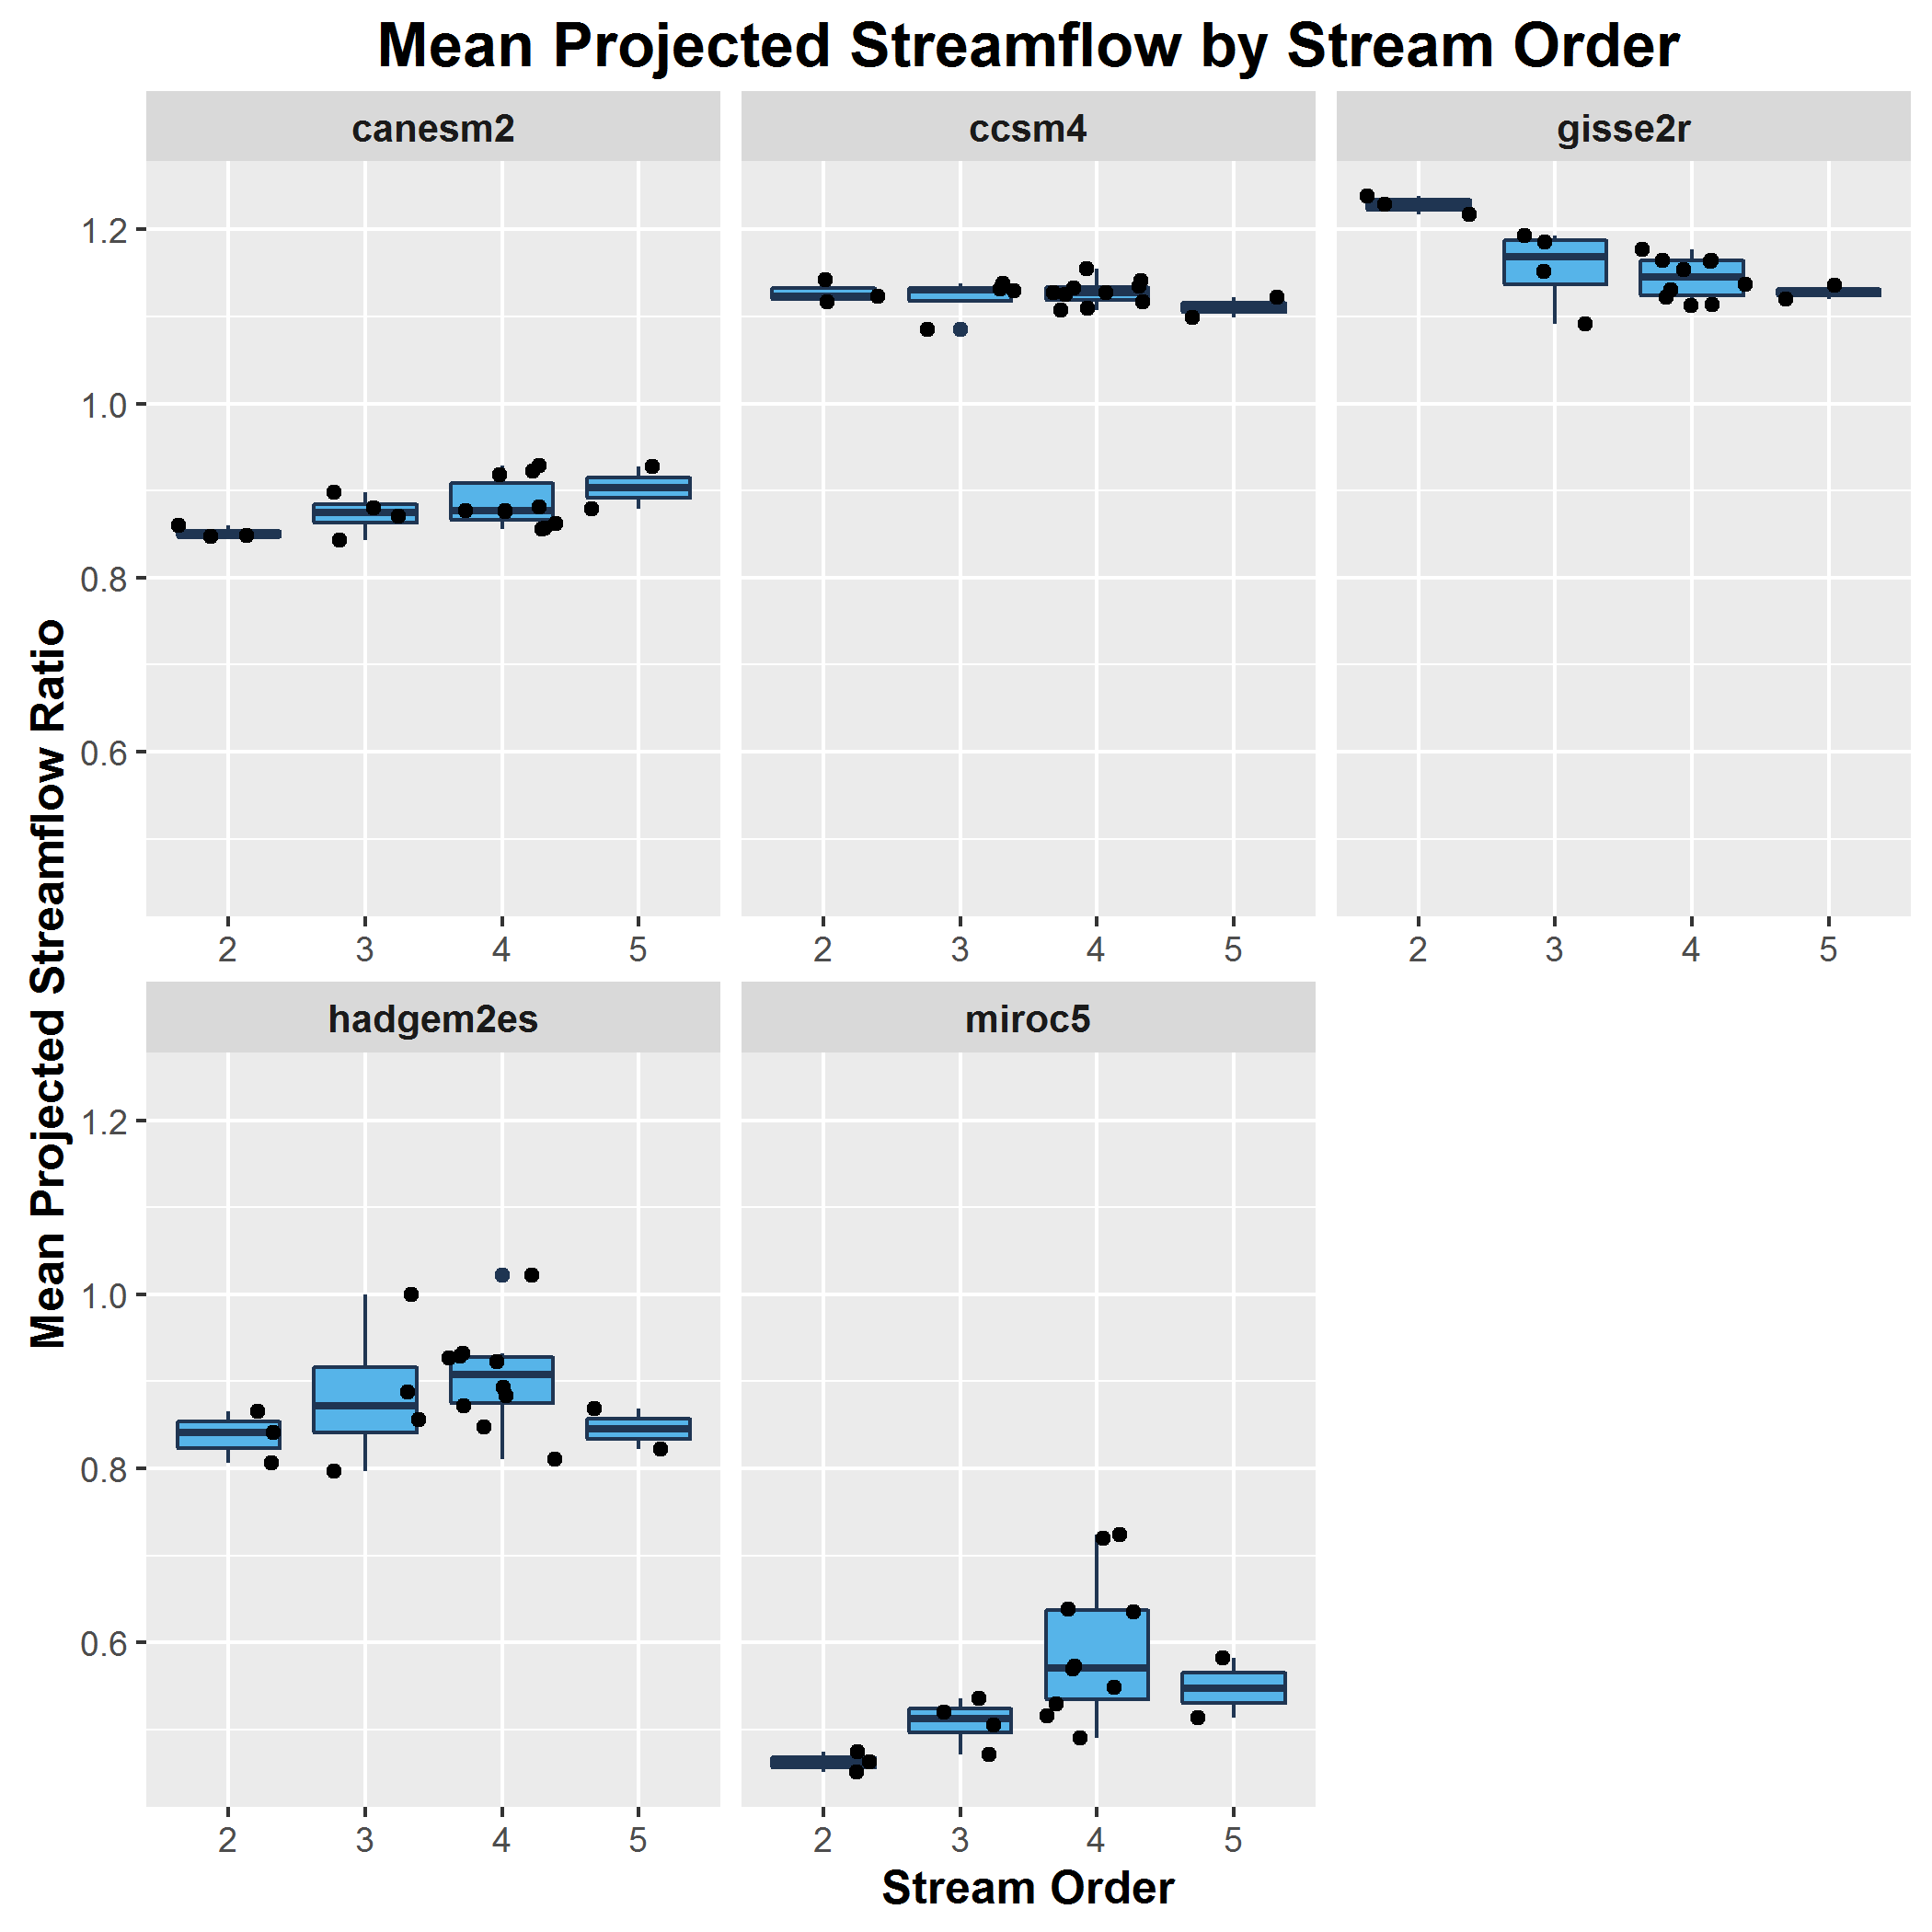 Mean Projected Streamflow by Stream Order
canesm2
ccsm4
gisse2r
1.2
1.0
0.8
0.6
2 3 4 5
2 3 4 5
2 3 4 5
Mean Projected Streamflow Ratio
hadgem2es
miroc5
1.2
1.0
0.8
0.6
2 3 4 5
2 3 4 5
Stream Order